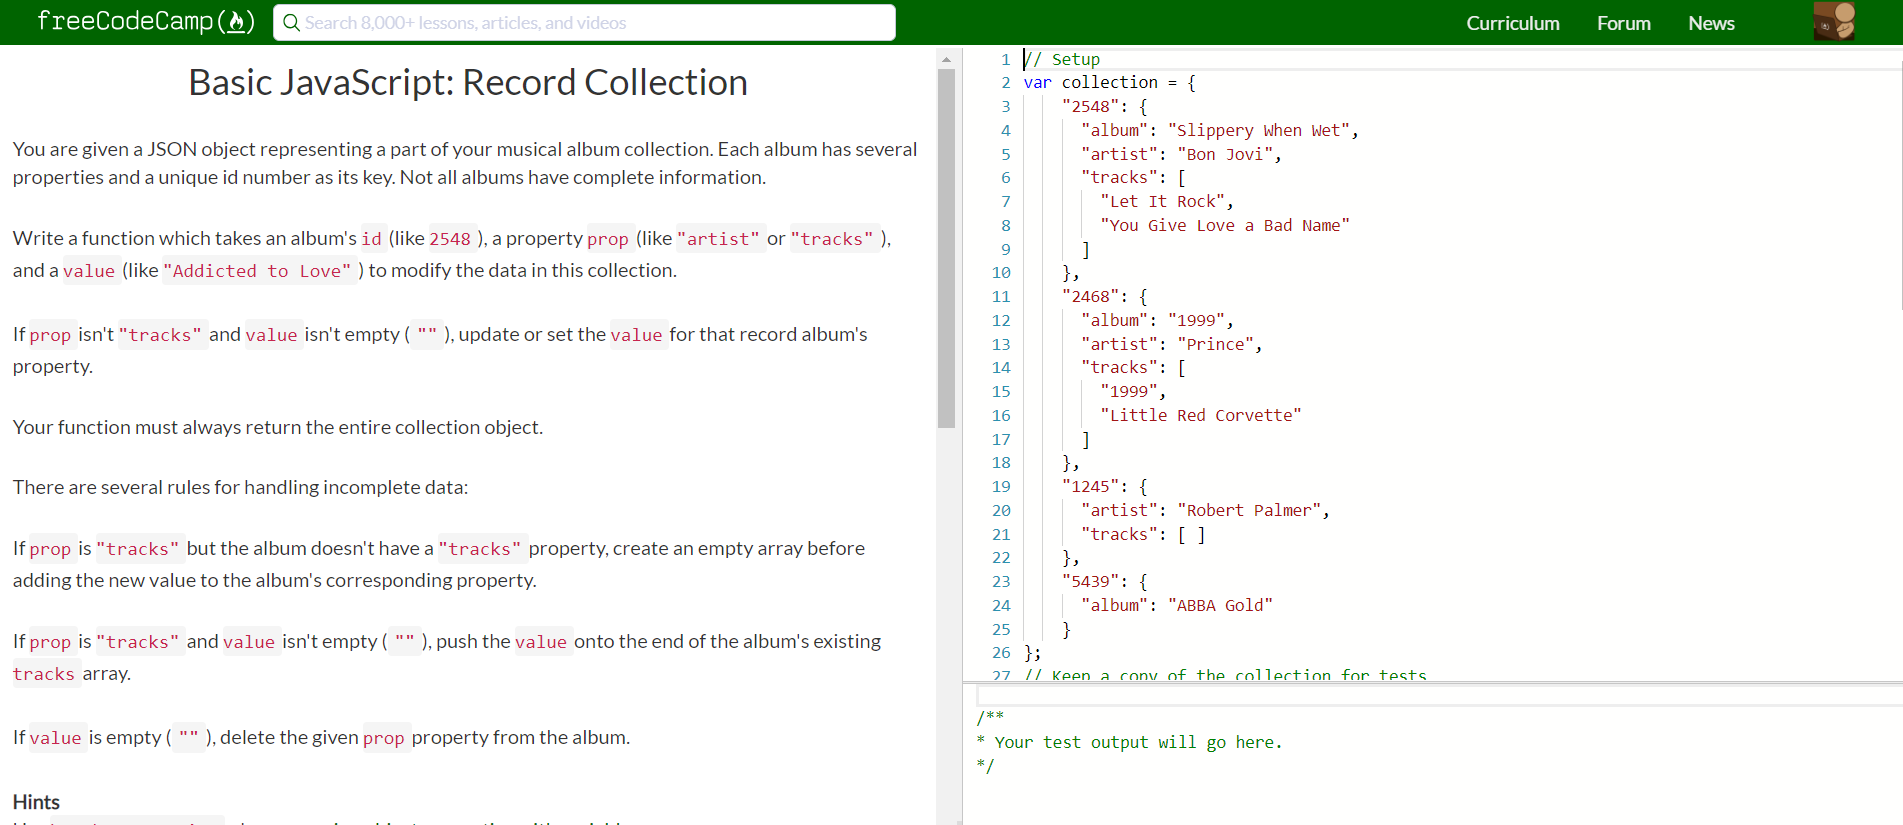 freeCodeCamp(🔥)
Search 8,000+ lessons, articles, and videos
Curriculum
Forum
News
Basic JavaScript: Record Collection
You are given a JSON object representing a part of your musical album collection. Each album has several
properties and a unique id number as its key. Not all albums have complete information.
Write a function which takes an album's id (like 2548 ), a property prop (like "artist" or "tracks" ),
and a value (like "Addicted to Love" ) to modify the data in this collection.
If prop isn't "tracks" and value isn't empty ( "" ), update or set the value for that record album's
property.
Your function must always return the entire collection object.
There are several rules for handling incomplete data:
If prop is "tracks" but the album doesn't have a "tracks" property, create an empty array before
adding the new value to the album's corresponding property.
If prop is "tracks" and value isn't empty ( "" ), push the value onto the end of the album's existing
tracks array.
If value is empty ( "" ), delete the given prop property from the album.
Hints
1 // Setup
2 var collection = {
3 "2548": {
4 "album": "Slippery When Wet",
5 "artist": "Bon Jovi",
6 "tracks": [
7 "Let It Rock",
8 "You Give Love a Bad Name"
9 ]
10 },
11 "2468": {
12 "album": "1999",
13 "artist": "Prince",
14 "tracks": [
15 "1999",
16 "Little Red Corvette"
17 ]
18 },
19 "1245": {
20 "artist": "Robert Palmer",
21 "tracks": [ ]
22 },
23 "5439": {
24 "album": "ABBA Gold"
25 }
26 };
27 // Keep a copy of the collection for tests
/**
* Your test output will go here.
*/